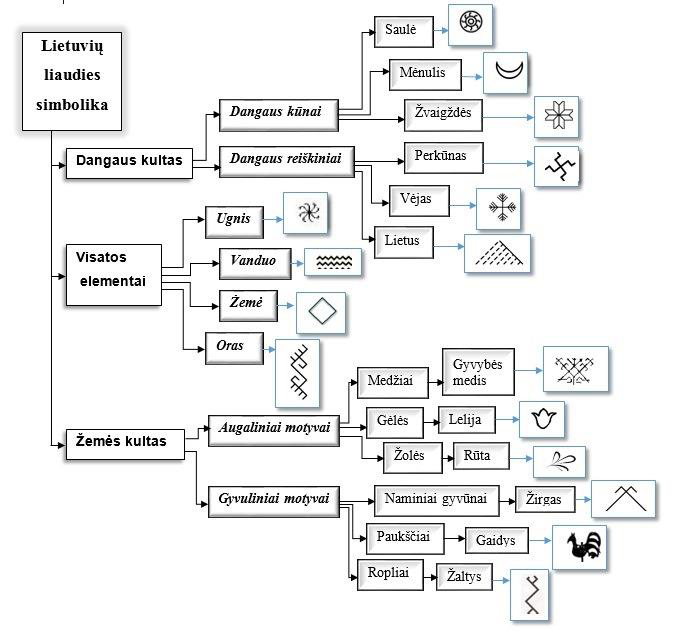 Lietuvių
liaudies
simbolika
Dangaus kultas
Dangaus kūnai
Saulė
Mėnulis
Žvaigždės
Dangaus reiškiniai
Perkūnas
Vėjas
Lietus
Visatos
elementai
Ugnis
Vanduo
Žemė
Oras
Žemės kultas
Augaliniai motyvai
Medžiai
Gyvybės
medis
Gėlės
Lelija
Žolės
Rūta
Gyvuliniai motyvai
Naminiai gyvūnai
Žirgas
Paukščiai
Gaidys
Ropliai
Žaltys